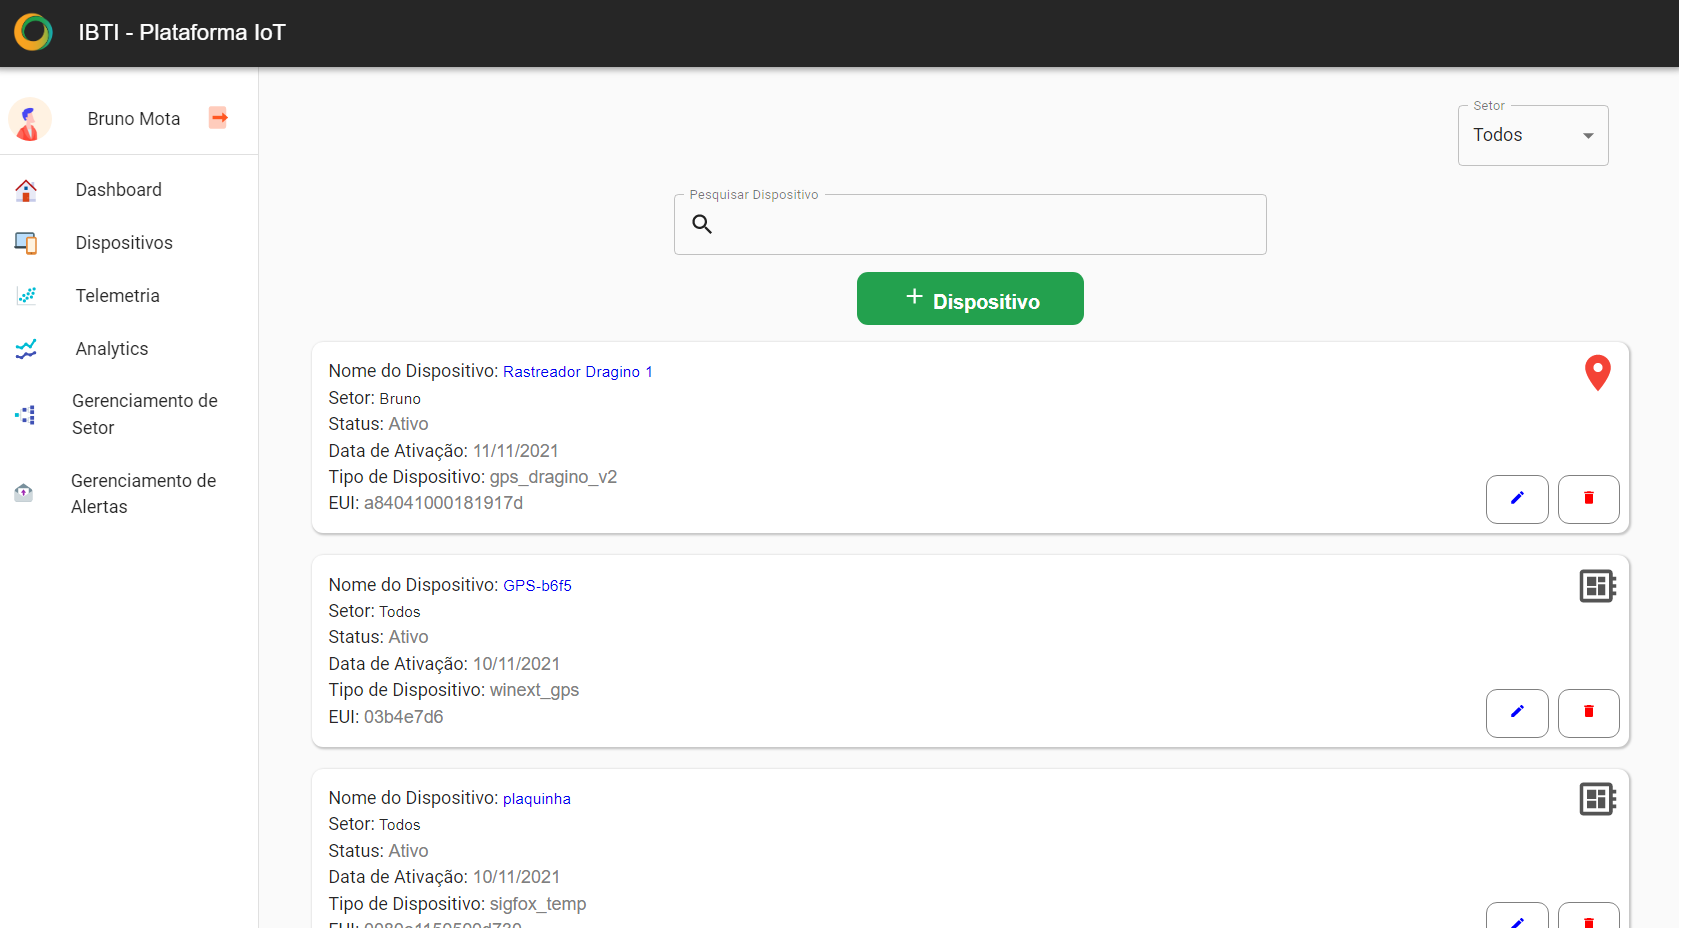 IBTI - Plataforma IoT
Bruno Mota
Dashboard
Dispositivos
Telemetria
Analytics
Gerenciamento de
Setor
Gerenciamento de
Alertas
Setor
Todos
Pesquisar Dispositivo
+ Dispositivo
Nome do Dispositivo: Rastreador Dragino 1
Setor: Bruno
Status: Ativo
Data de Ativação: 11/11/2021
Tipo de Dispositivo: gps_dragino_v2
EUI: a84041000181917d
Nome do Dispositivo: GPS-b6f5
Setor: Todos
Status: Ativo
Data de Ativação: 10/11/2021
Tipo de Dispositivo: winext_gps
EUI: 03b4e7d6
Nome do Dispositivo: plaquinha
Setor: Todos
Status: Ativo
Data de Ativação: 10/11/2021
Tipo de Dispositivo: sigfox_temp
EUI: